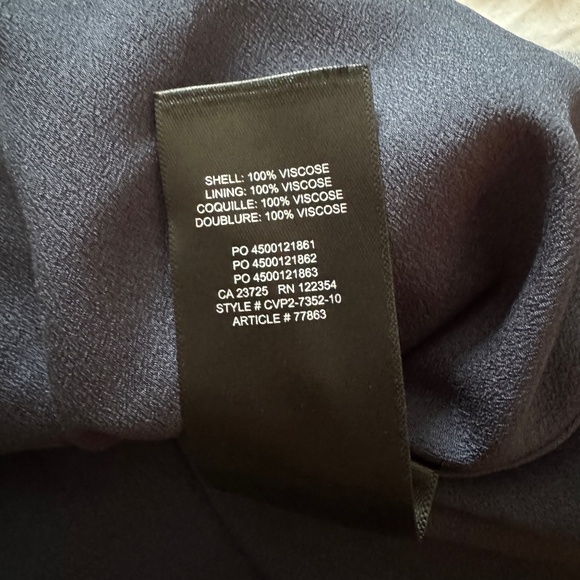 SHELL: 100% VISCOSE
LINING: 100% VISCOSE
COQUILLE: 100% VISCOSE
DOUBLURE: 100% VISCOSE
PO 4500121861
PO 4500121862
PO 4500121863
CA 23725 RN 122354
STYLE # CVP2-7352-10
ARTICLE # 77863